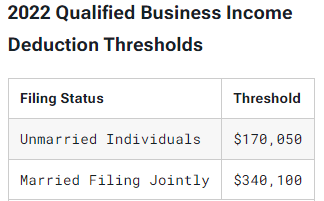 2022 Qualified Business Income
Deduction Thresholds
Filing Status Threshold
Unmarried Individuals $170,050
Married Filing Jointly $340,100